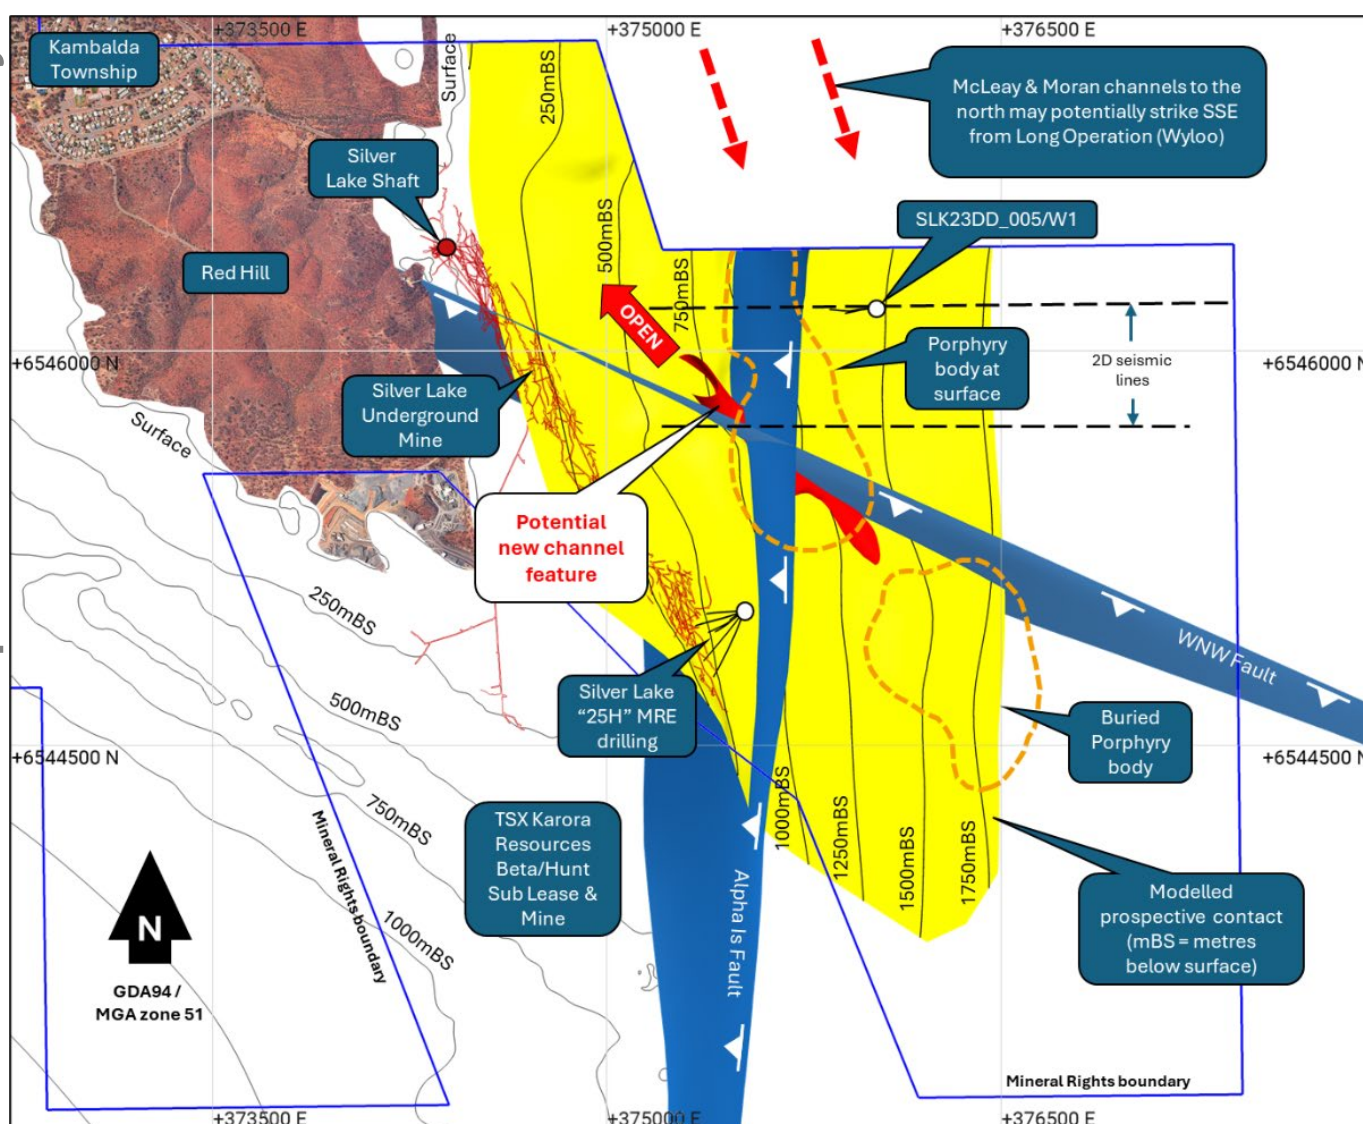 +373500 E
+375000 E
+376500 E
Kambalda
Township
Surface
250mBS
McLeay & Moran channels to the
north may potentially strike SSE
from Long Operation (Wyloo)
Silver
Lake Shaft
SLK23DD_005/W1
500mBS
Red Hill
750mBS
OPEN
+6546000 N
+6546000 N
Porphyry
body at
surface
2D seismic
lines
Silver Lake
Underground
Mine
Surface
Potential
new channel
feature
250mBS
WNW Fault
Silver Lake
“25H” MRE
drilling
500mBS
Buried
Porphyry
body
+6544500 N
+6544500 N
750mBS
1000mBS
1250mBS
1500mBS
1750mBS
TSX Karora
Resources
Beta/Hunt
Sub Lease &
Mine
Mineral Rights boundary
Alpha Is Fault
1000mBS
Modelled
prospective contact
(mBS = metres
below surface)
N
GDA94 /
MGA zone 51
Mineral Rights boundary
+373500 E
+375000 E
+376500 E